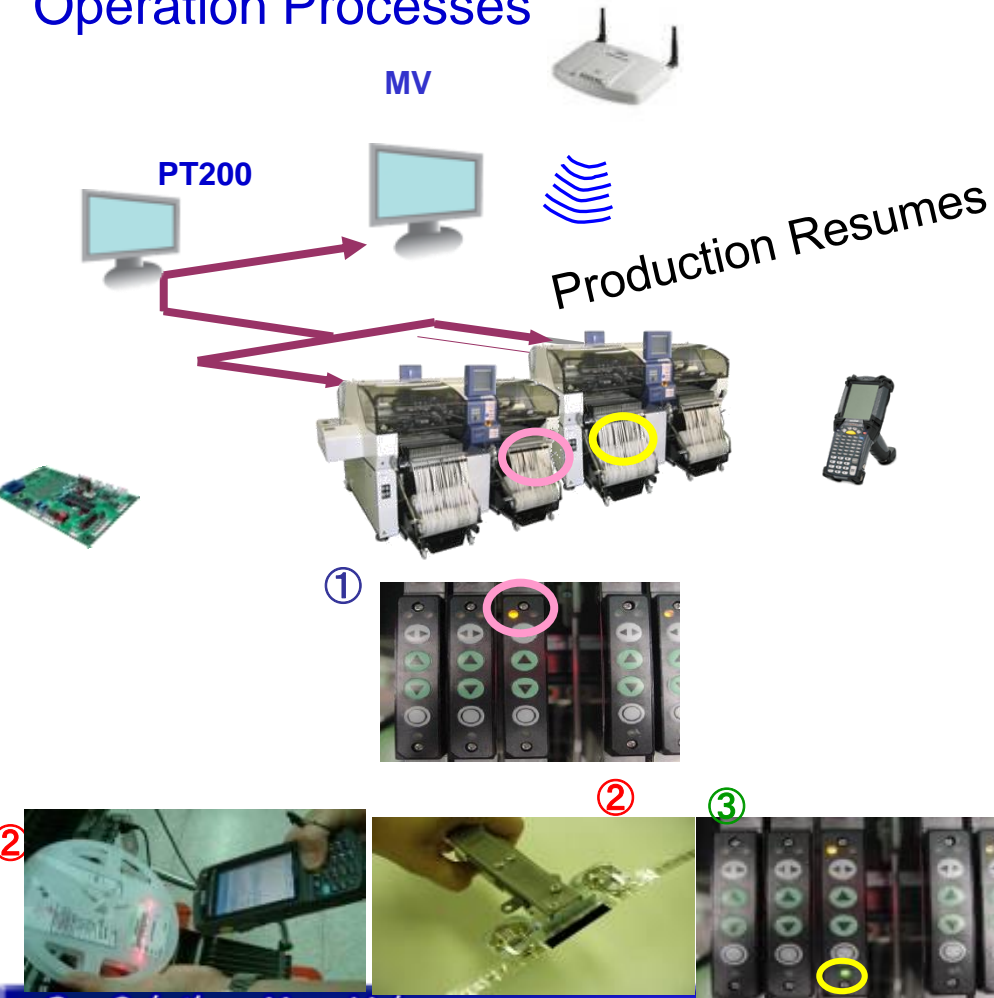 Operation Processes
MV
PT200
Production Resumes
①
②
③
②